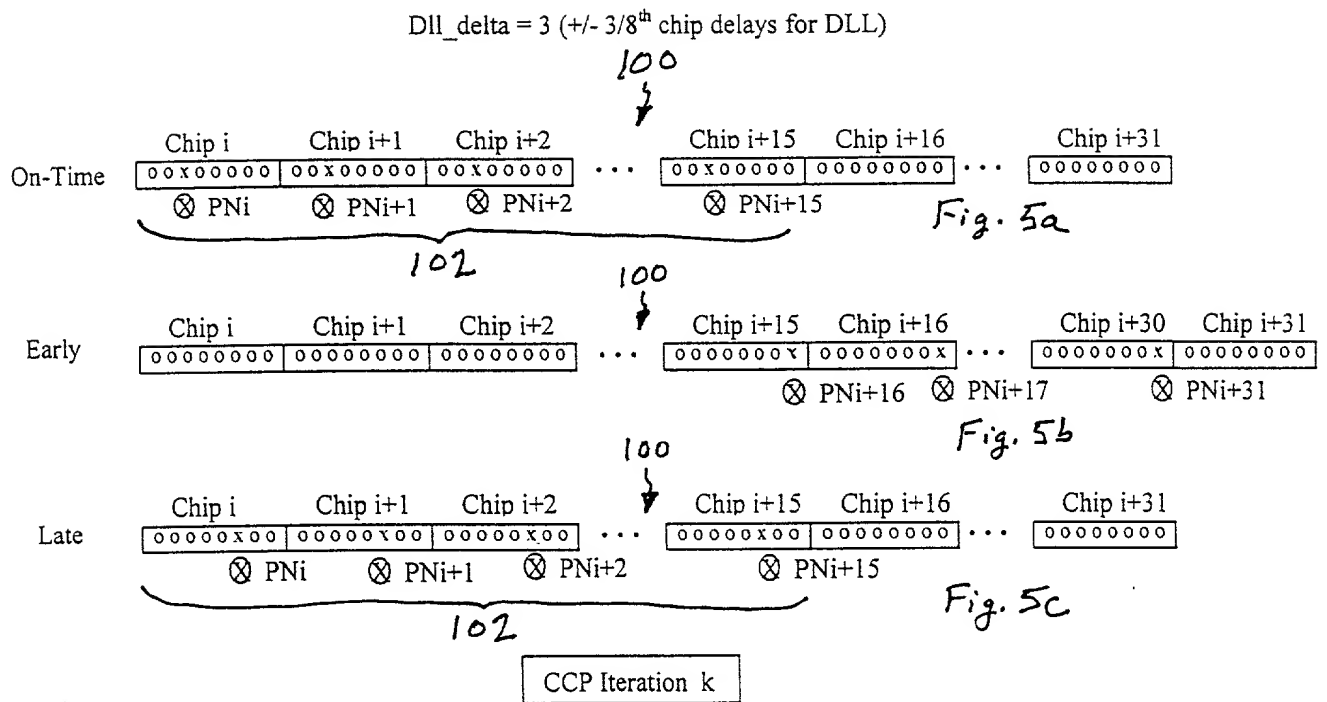 Dll_delta = 3 (+/- 3/8th chip delays for DLL)
100
Chip i Chip i+1 Chip i+2 Chip i+15 Chip i+16 Chip i+31
On-Time 00x00000 00x00000 00x00000 ... 00x00000 00000000 ... 00000000
⊗ PNi ⊗ PNi+1 ⊗ PNi+2 ⊗ PNi+15
Fig. 5a
102
100
Chip i Chip i+1 Chip i+2 Chip i+15 Chip i+16 Chip i+30 Chip i+31
Early 00000000 00000000 00000000 ... 0000000x 0000000x ... 0000000x 00000000
⊗ PNi+16 ⊗ PNi+17 ⊗ PNi+31
Fig. 5b
100
Chip i Chip i+1 Chip i+2 Chip i+15 Chip i+16 Chip i+31
Late 00000x00 00000x00 00000x00 ... 00000x00 00000000 ... 00000000
⊗ PNi ⊗ PNi+1 ⊗ PNi+2 ⊗ PNi+15
Fig. 5c
102
CCP Iteration k